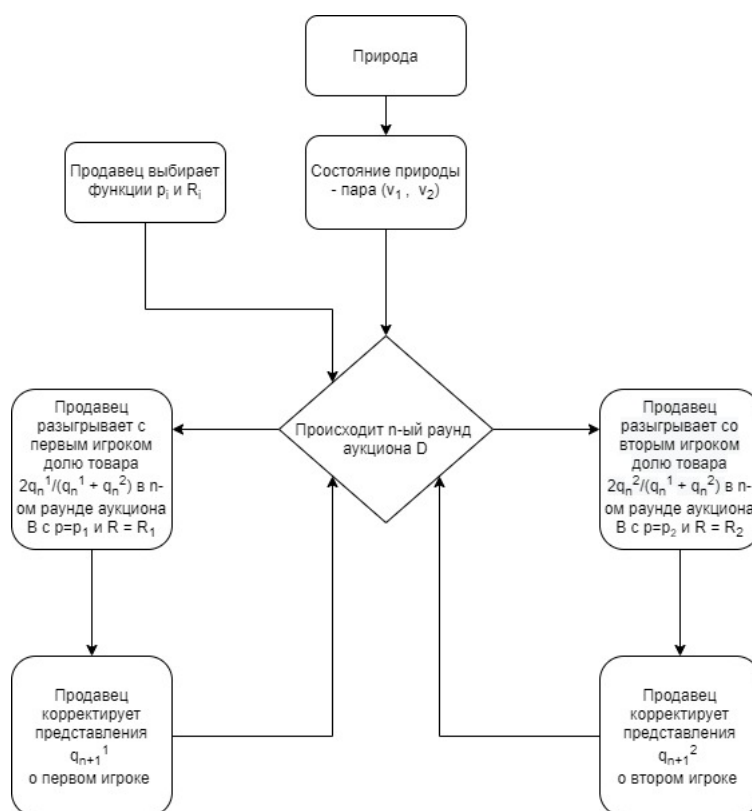 Природа
Продавец выбирает
функции pᵢ и Rᵢ
Состояние природы
- пара (v₁ , v₂)
Происходит n-ый раунд
аукциона D
Продавец
разыгрывает с
первым игроком
долю товара
2qₙ¹/(qₙ¹ + qₙ²) в n-
ом раунде аукциона
B с p=p₁ и R = R₁
Продавец
разыгрывает со
вторым игроком
долю товара
2qₙ²/(qₙ¹ + qₙ²) в n-
ом раунде аукциона
B с p=p₂ и R = R₂
Продавец
корректирует
представления
qₙ₊₁¹
о первом игроке
Продавец
корректирует
представления
qₙ₊₁²
о втором игроке